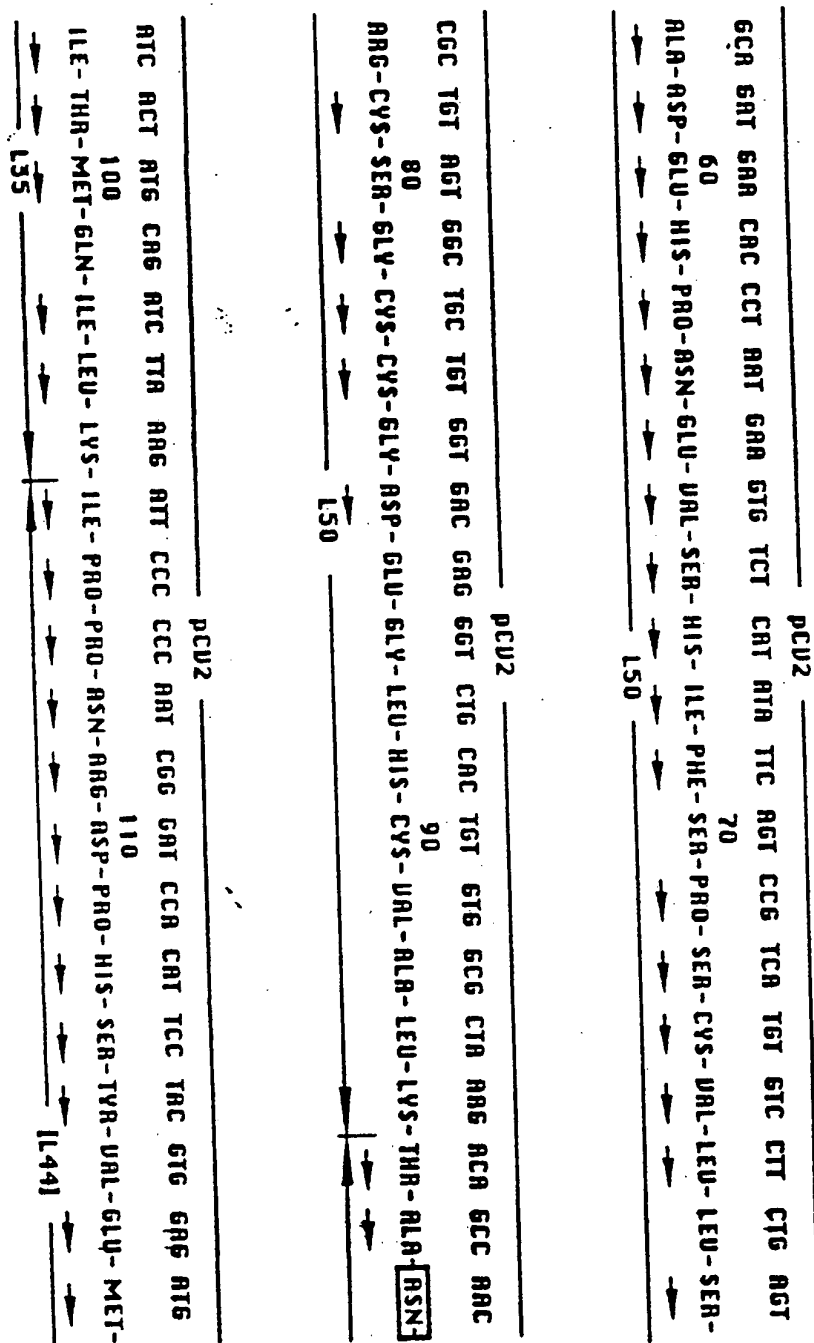 pCV2
GCA GAT GAA CAC CCT AAT GAA GTG TCT CAT ATA TTC AGT CCG TCA TGT GTC CTT CTG AGT
60 70
ALA-ASP-GLU-HIS-PRO-ASN-GLU-VAL-SER-HIS-ILE-PHE-SER-PRO-SER-CYS-VAL-LEU-LEU-SER-
L50
pCV2
CGC TGT AGT GGC TGC TGT GGT GAC GAG GGT CTG CAC TGT GTG GCG CTA AAG ACA GCC AAC
80 90
ARG-CYS-SER-GLY-CYS-CYS-GLY-ASP-GLU-GLY-LEU-HIS-CYS-VAL-ALA-LEU-LYS-THR-ALA-ASN-
L50
pCV2
ATC ACT ATG CAG ATC TTA AAG ATT CCC CCC AAT CGG GAT CCA CAT TCC TAC GTG GAG ATG
100 110
ILE-THR-MET-GLN-ILE-LEU-LYS-ILE-PRO-PRO-ASN-ARG-ASP-PRO-HIS-SER-TYR-VAL-GLU-MET-
L35 [L44]